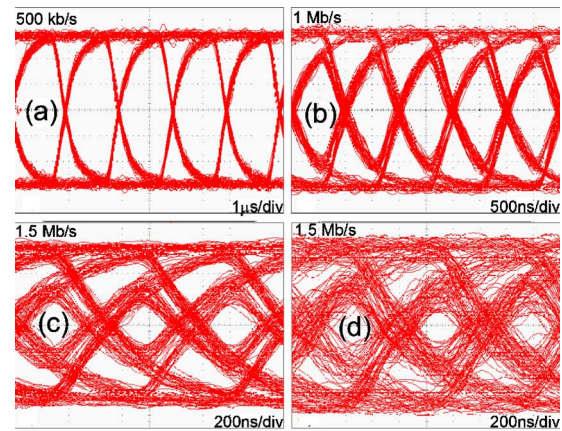 500 kb/s
(a)
1μs/div
1 Mb/s
(b)
500ns/div
1.5 Mb/s
(c)
200ns/div
1.5 Mb/s
(d)
200ns/div